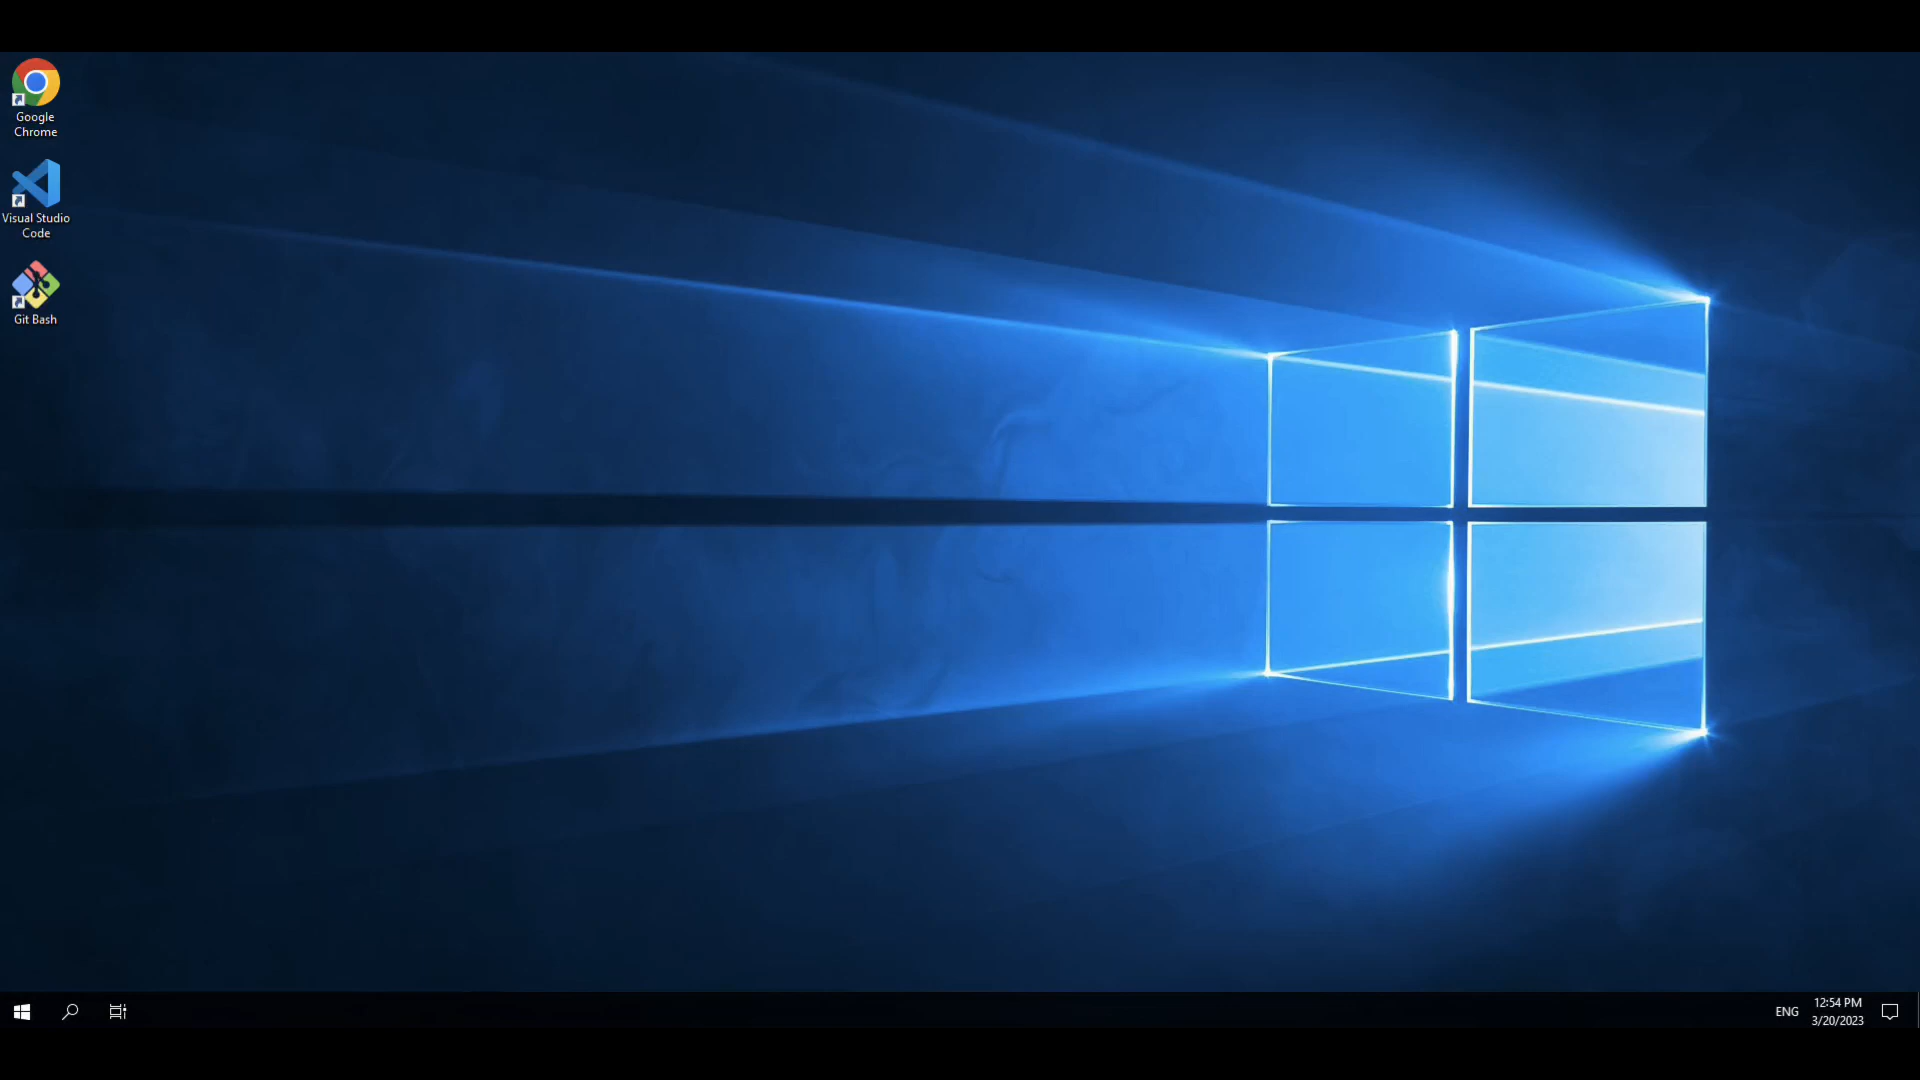 Google
Chrome
Visual Studio
Code
Git Bash
ENG
12:54 PM
3/20/2023